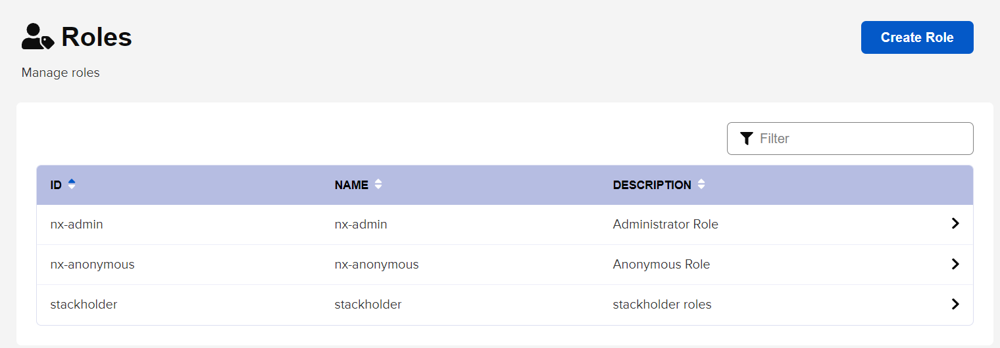 Roles
Create Role
Manage roles
Filter
ID NAME DESCRIPTION
nx-admin nx-admin Administrator Role
nx-anonymous nx-anonymous Anonymous Role
stackholder stackholder stackholder roles